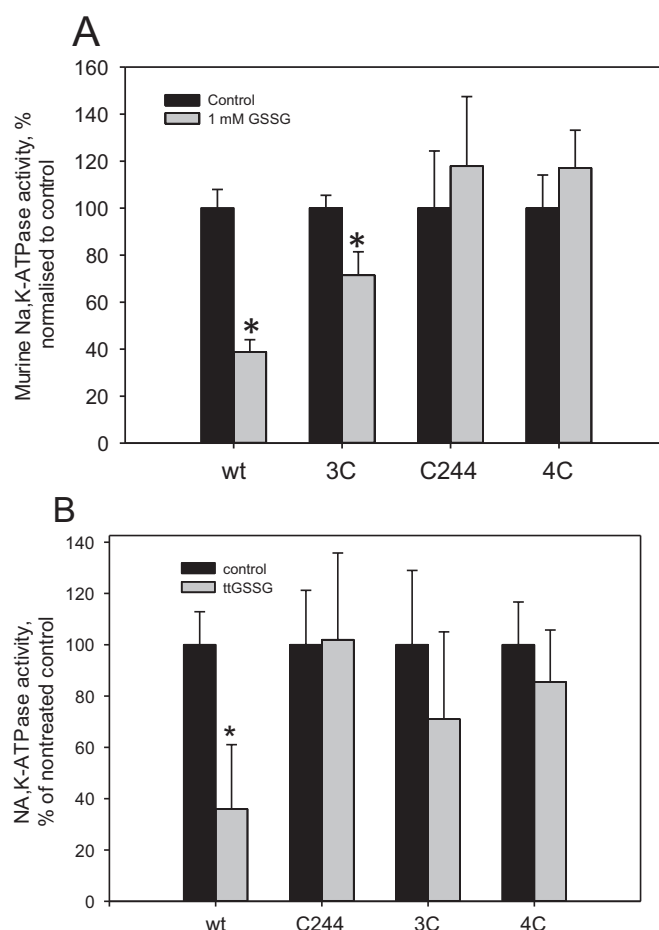 A
Murine Na,K-ATPase activity, %
normalised to control
160
140
120
100
80
60
40
20
0
Control
1 mM GSSG
*
*
wt 3C C244 4C
B
NA,K-ATPase activity,
% of nontreated control
140
120
100
80
60
40
20
0
control
ttGSSG
*
wt C244 3C 4C